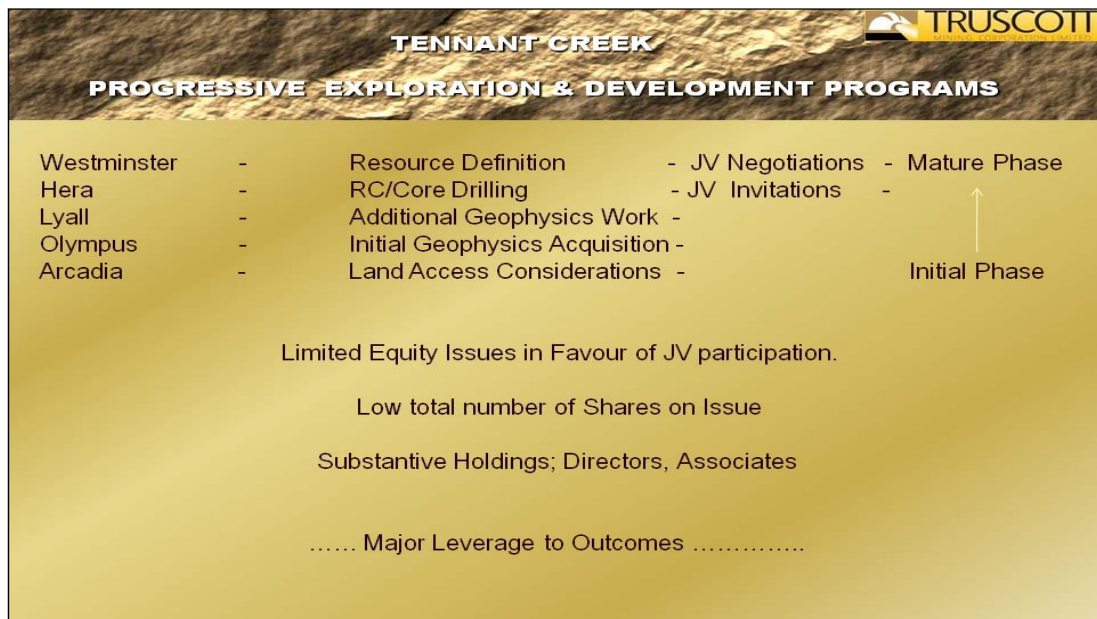 TRUSCOTT
MINING CORPORATION LIMITED
TENNANT CREEK
PROGRESSIVE EXPLORATION & DEVELOPMENT PROGRAMS
Westminster - Resource Definition - JV Negotiations - Mature Phase
Hera - RC/Core Drilling - JV Invitations -
Lyall - Additional Geophysics Work -
Olympus - Initial Geophysics Acquisition -
Arcadia - Land Access Considerations - Initial Phase
Limited Equity Issues in Favour of JV participation.
Low total number of Shares on Issue
Substantive Holdings; Directors, Associates
…… Major Leverage to Outcomes …………..